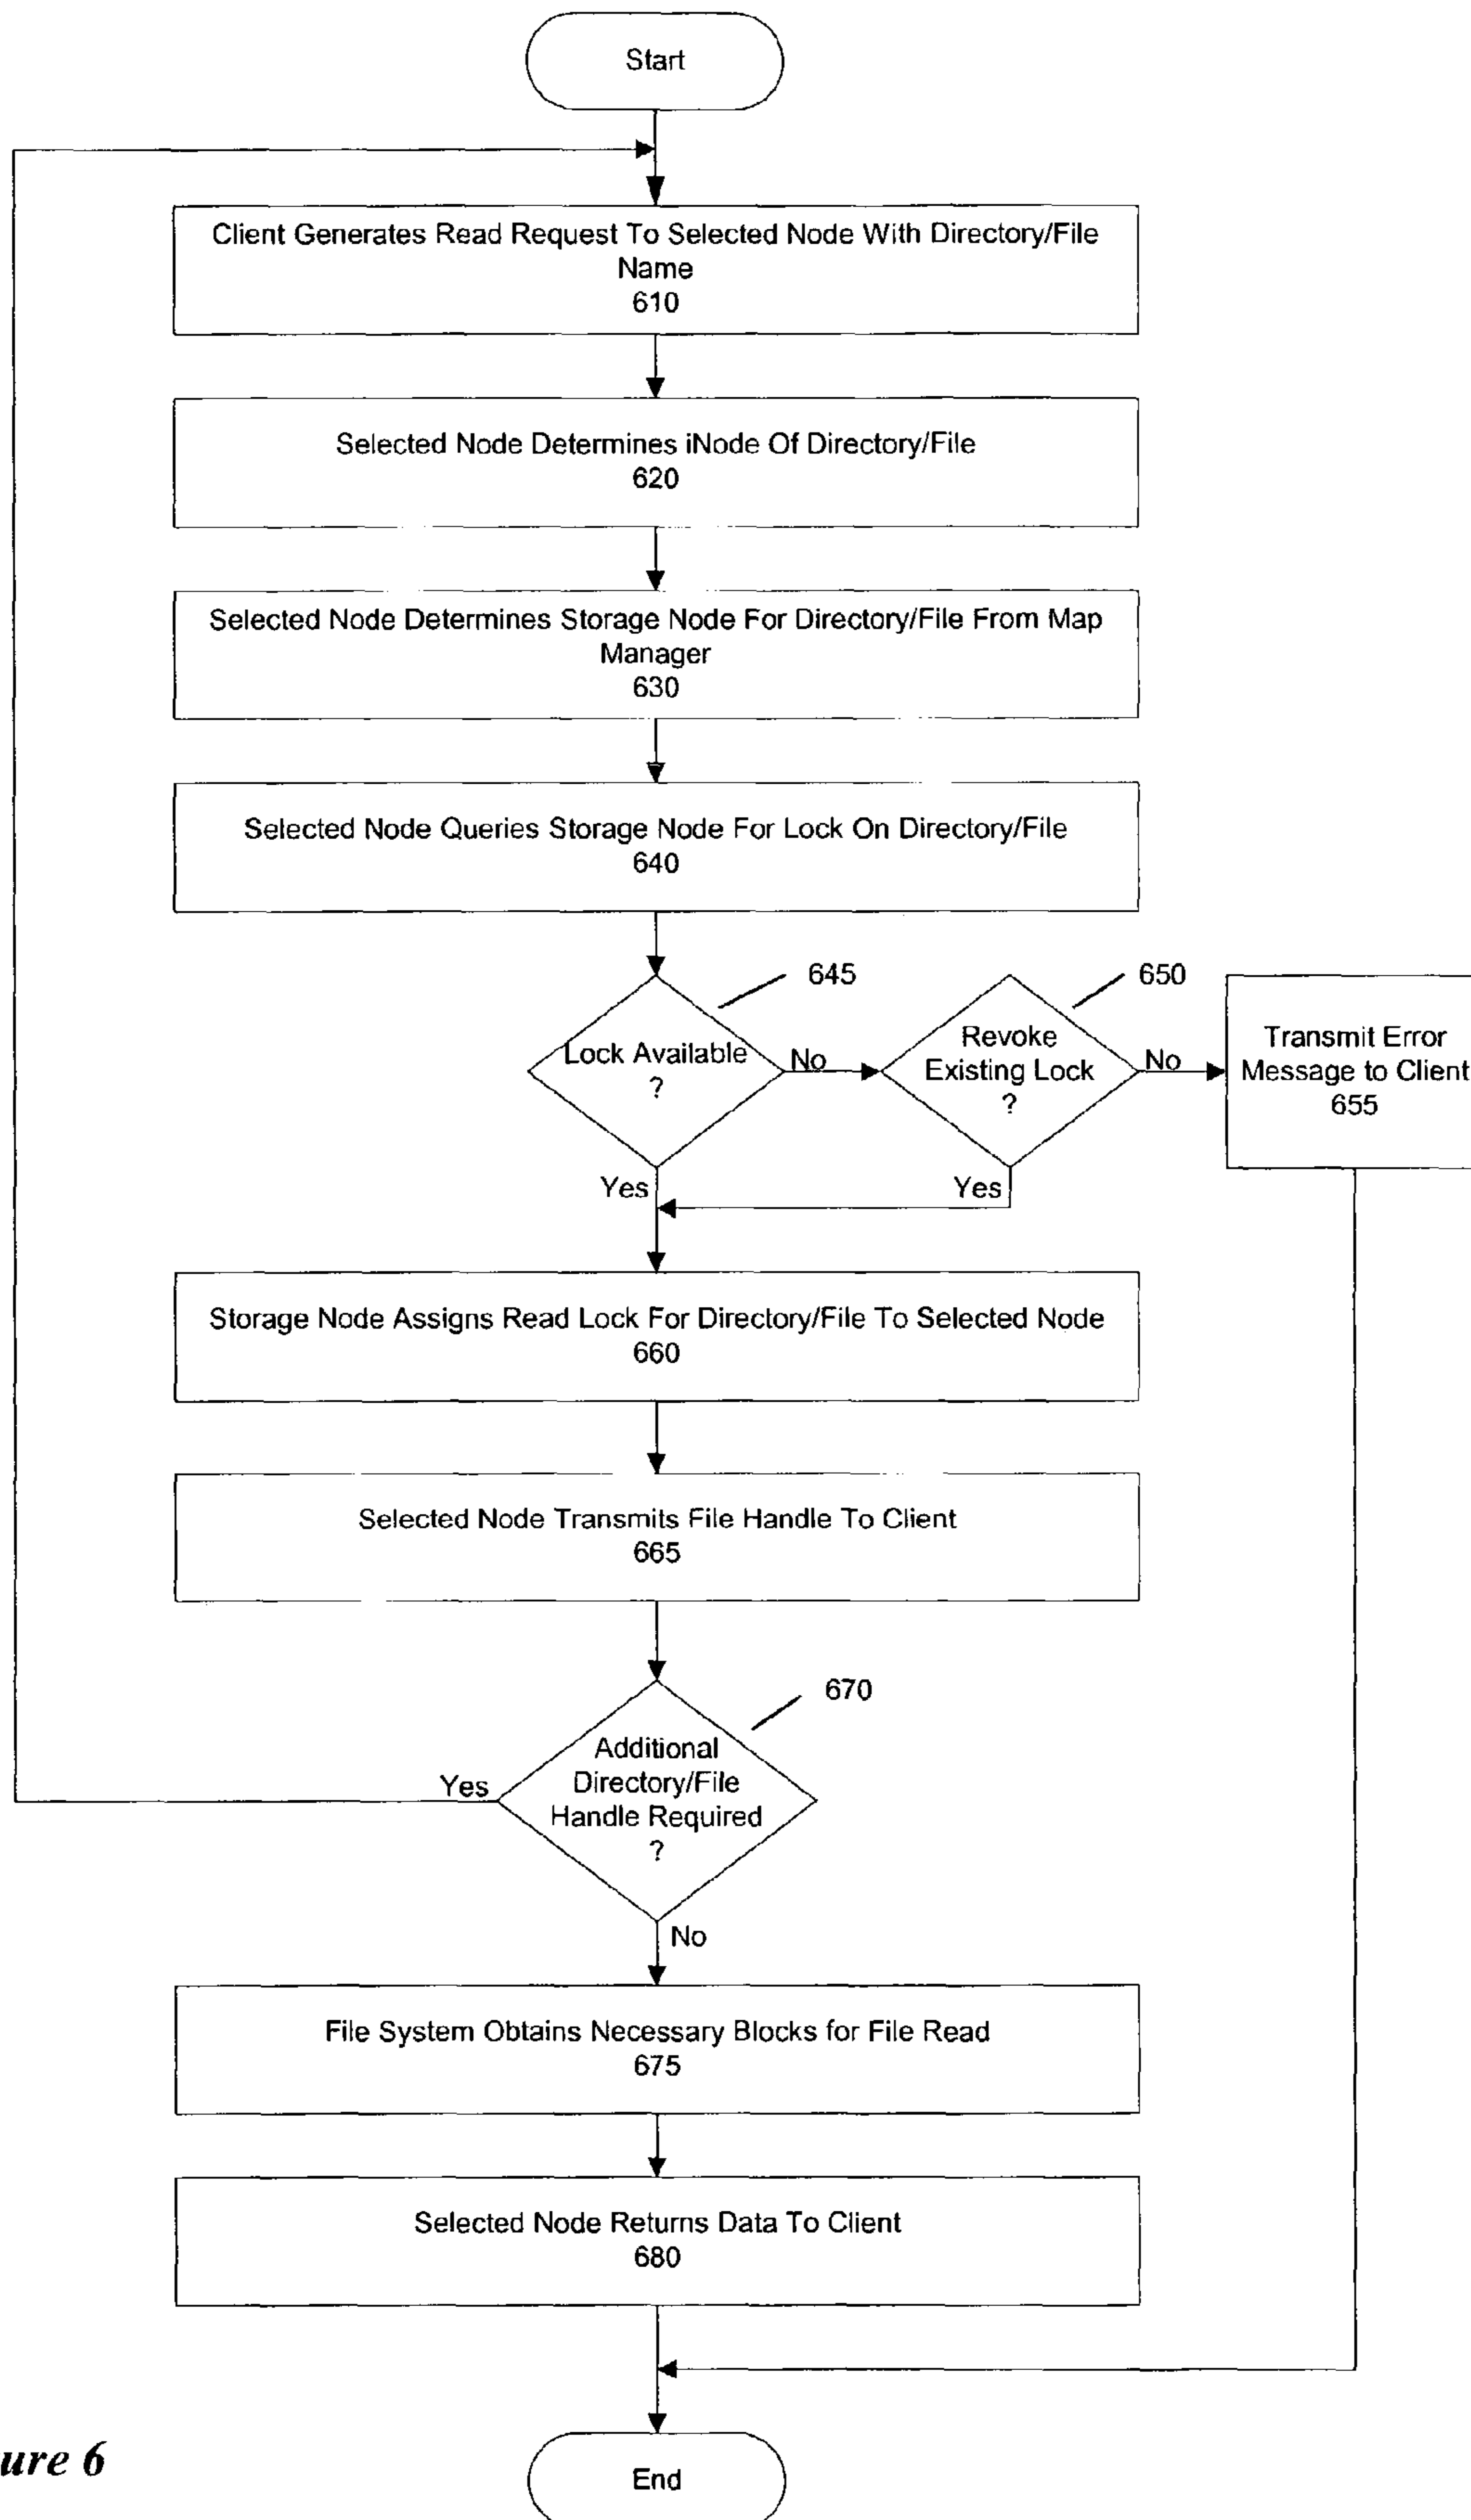 Start
Client Generates Read Request To Selected Node With Directory/File
Name
610
Selected Node Determines iNode Of Directory/File
620
Selected Node Determines Storage Node For Directory/File From Map
Manager
630
Selected Node Queries Storage Node For Lock On Directory/File
640
645
Lock Available
?
No
Yes
650
Revoke
Existing Lock
?
No
Yes
Transmit Error
Message to Client
655
Storage Node Assigns Read Lock For Directory/File To Selected Node
660
Selected Node Transmits File Handle To Client
665
670
Additional
Directory/File
Handle Required
?
Yes
No
File System Obtains Necessary Blocks for File Read
675
Selected Node Returns Data To Client
680
End
ure 6